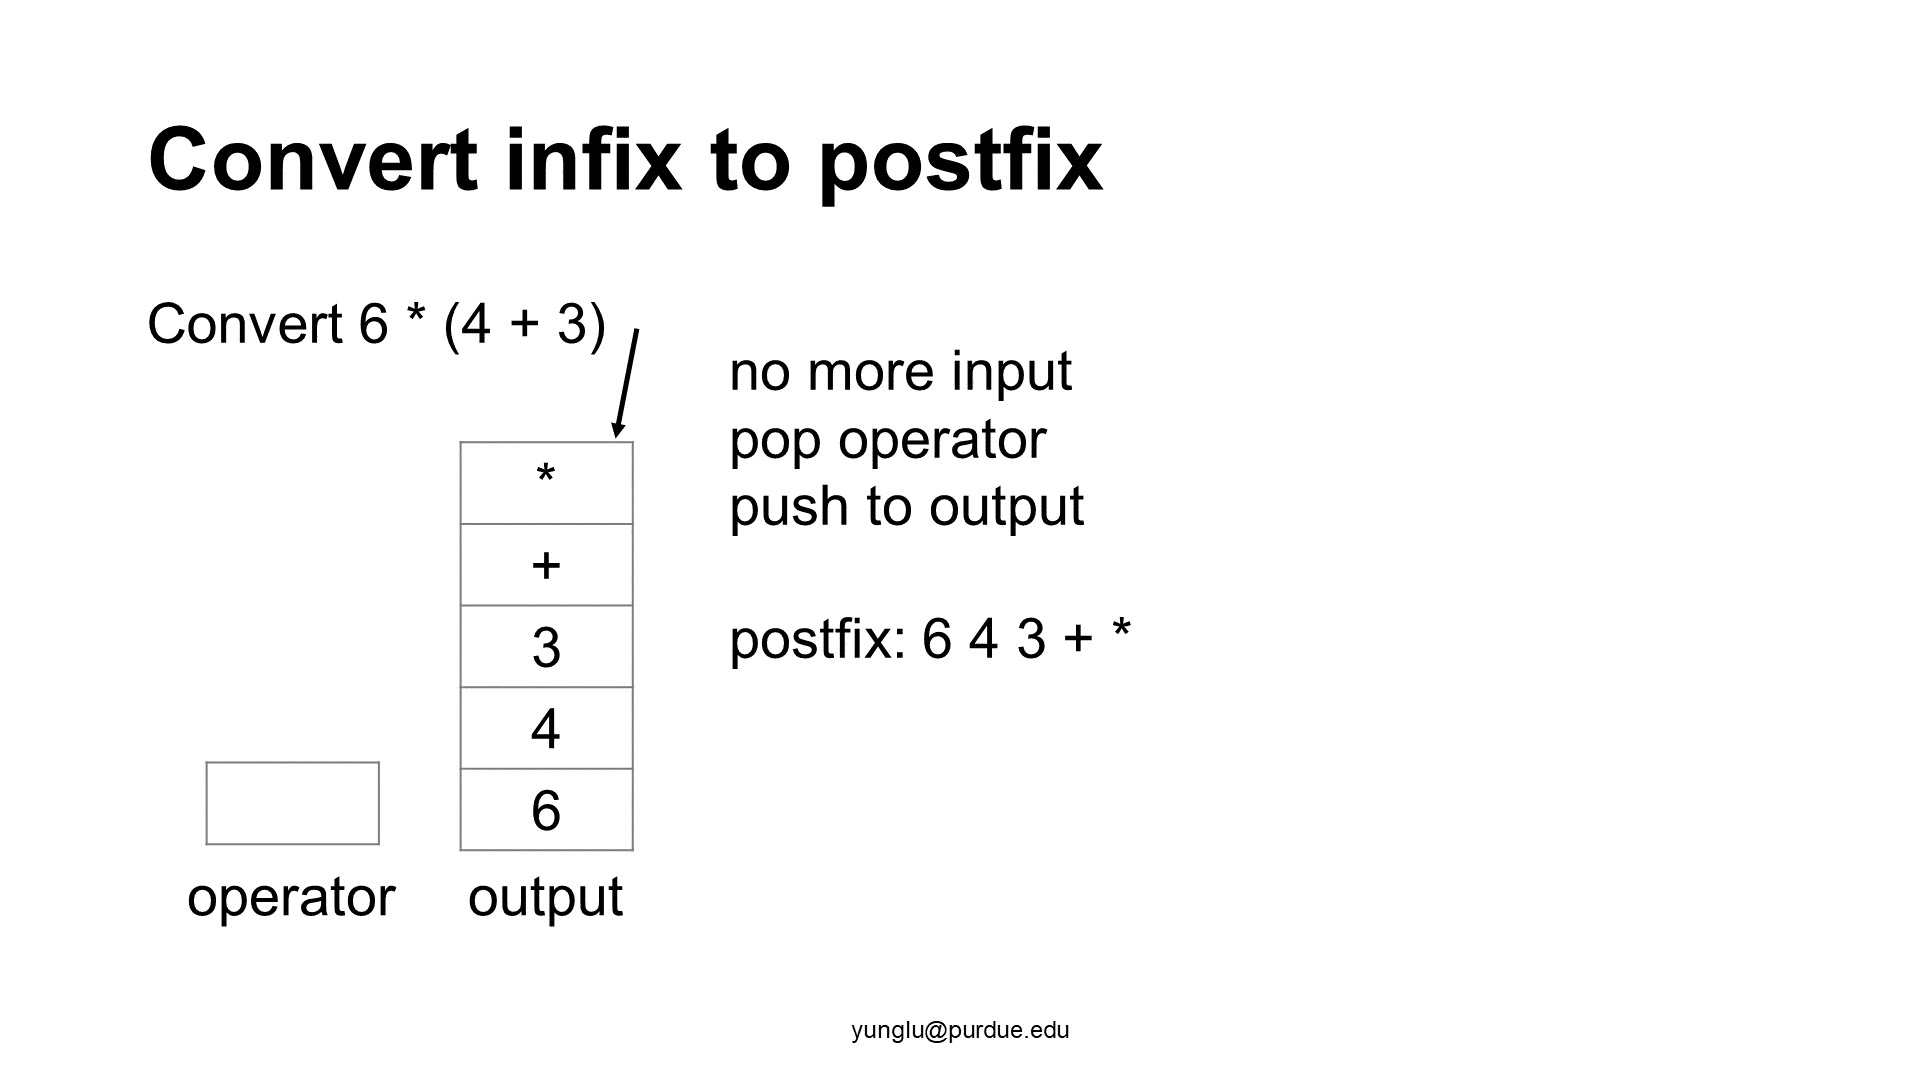 Convert infix to postfix
Convert 6 * (4 + 3)
no more input
pop operator
push to output
postfix: 6 4 3 + *
*
+
3
4
6
operator
output
yunglu@purdue.edu